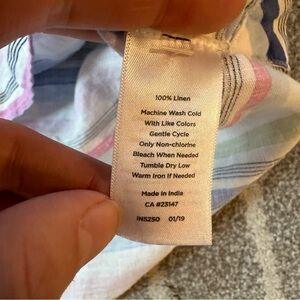 100% Linen
Machine Wash Cold
With Like Colors
Gentle Cycle
Only Non-chlorine
Bleach When Needed
Tumble Dry Low
Warm Iron If Needed
Made in India
CA #23147
INS250 01/19